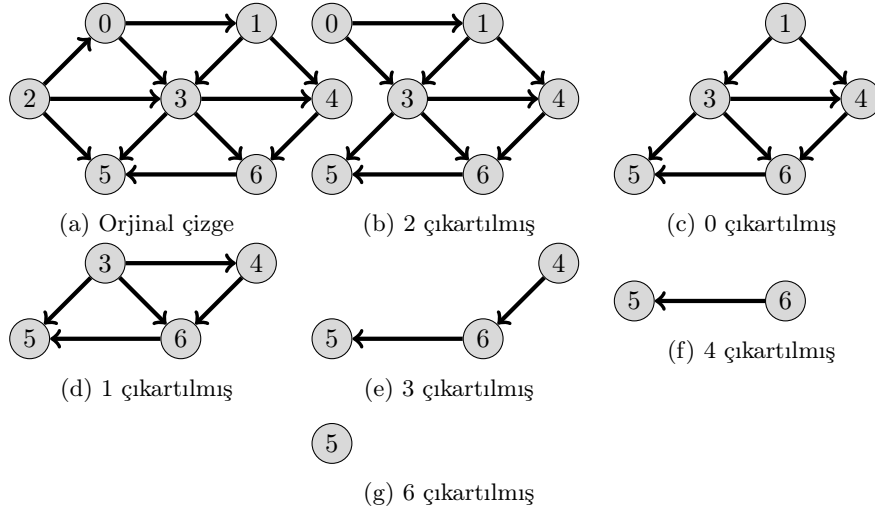 0 1
2 3 4
5 6
(a) Orjinal çizge
0 1
3 4
5 6
(b) 2 çıkartılmış
1
3 4
5 6
(c) 0 çıkartılmış
3 4
5 6
(d) 1 çıkartılmış
4
5 6
(e) 3 çıkartılmış
5 6
(f) 4 çıkartılmış
5
(g) 6 çıkartılmış